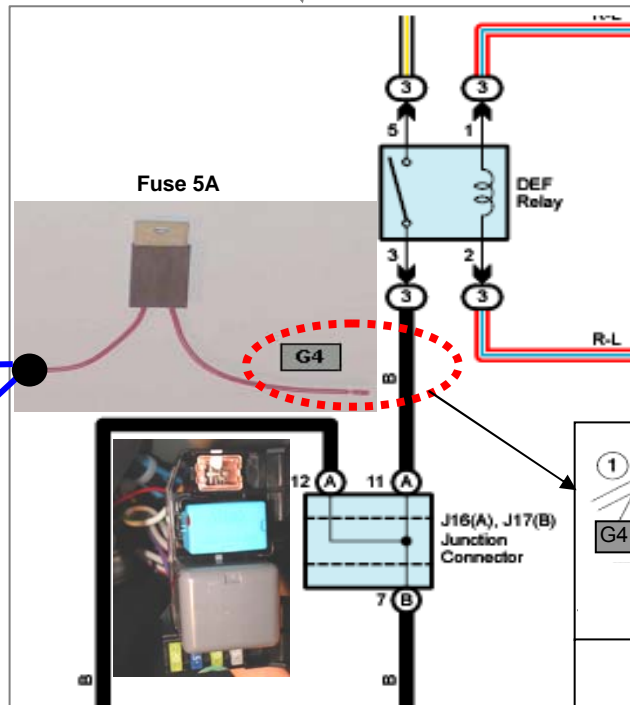 R-L
3
3
5
1
Fuse 5A
DEF
Relay
3
2
3
3
G4
R-L
B
1
G4
12
A
11
A
J16(A), J17(B)
Junction
Connector
7
B
B
B